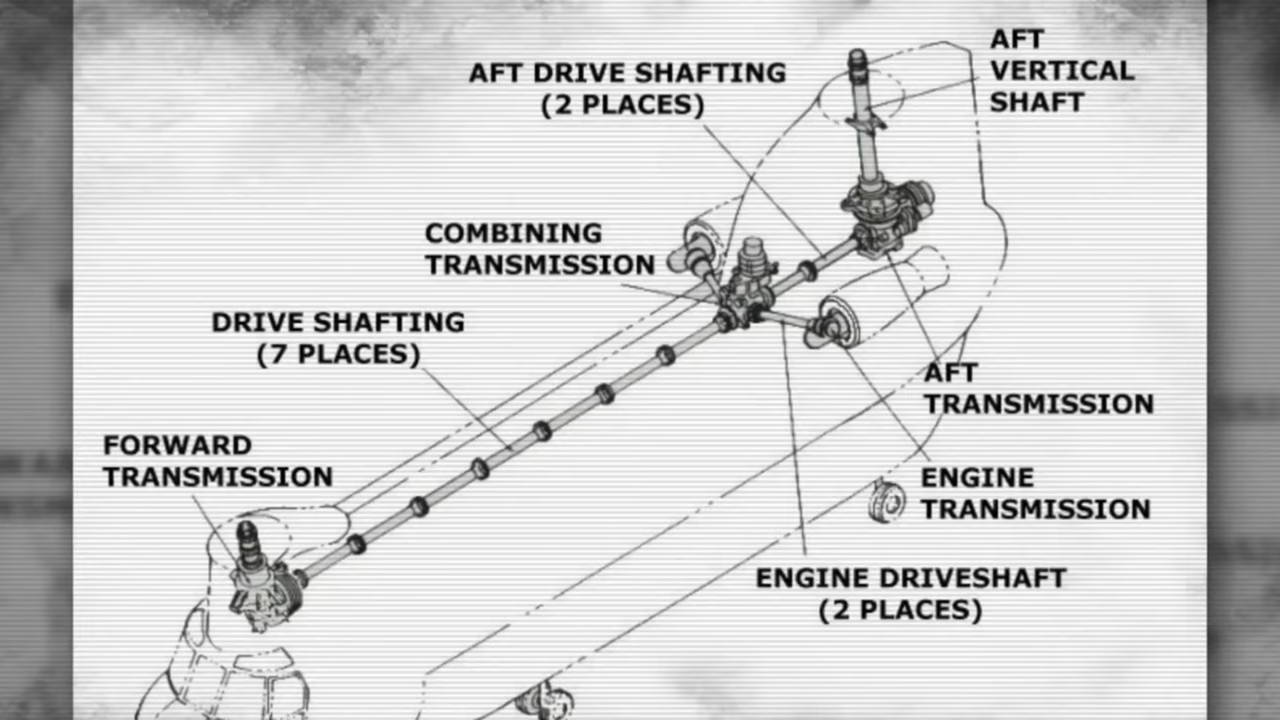 AFT
VERTICAL
SHAFT
AFT DRIVE SHAFTING
(2 PLACES)
COMBINING
TRANSMISSION
DRIVE SHAFTING
(7 PLACES)
AFT
TRANSMISSION
FORWARD
TRANSMISSION
ENGINE
TRANSMISSION
ENGINE DRIVESHAFT
(2 PLACES)